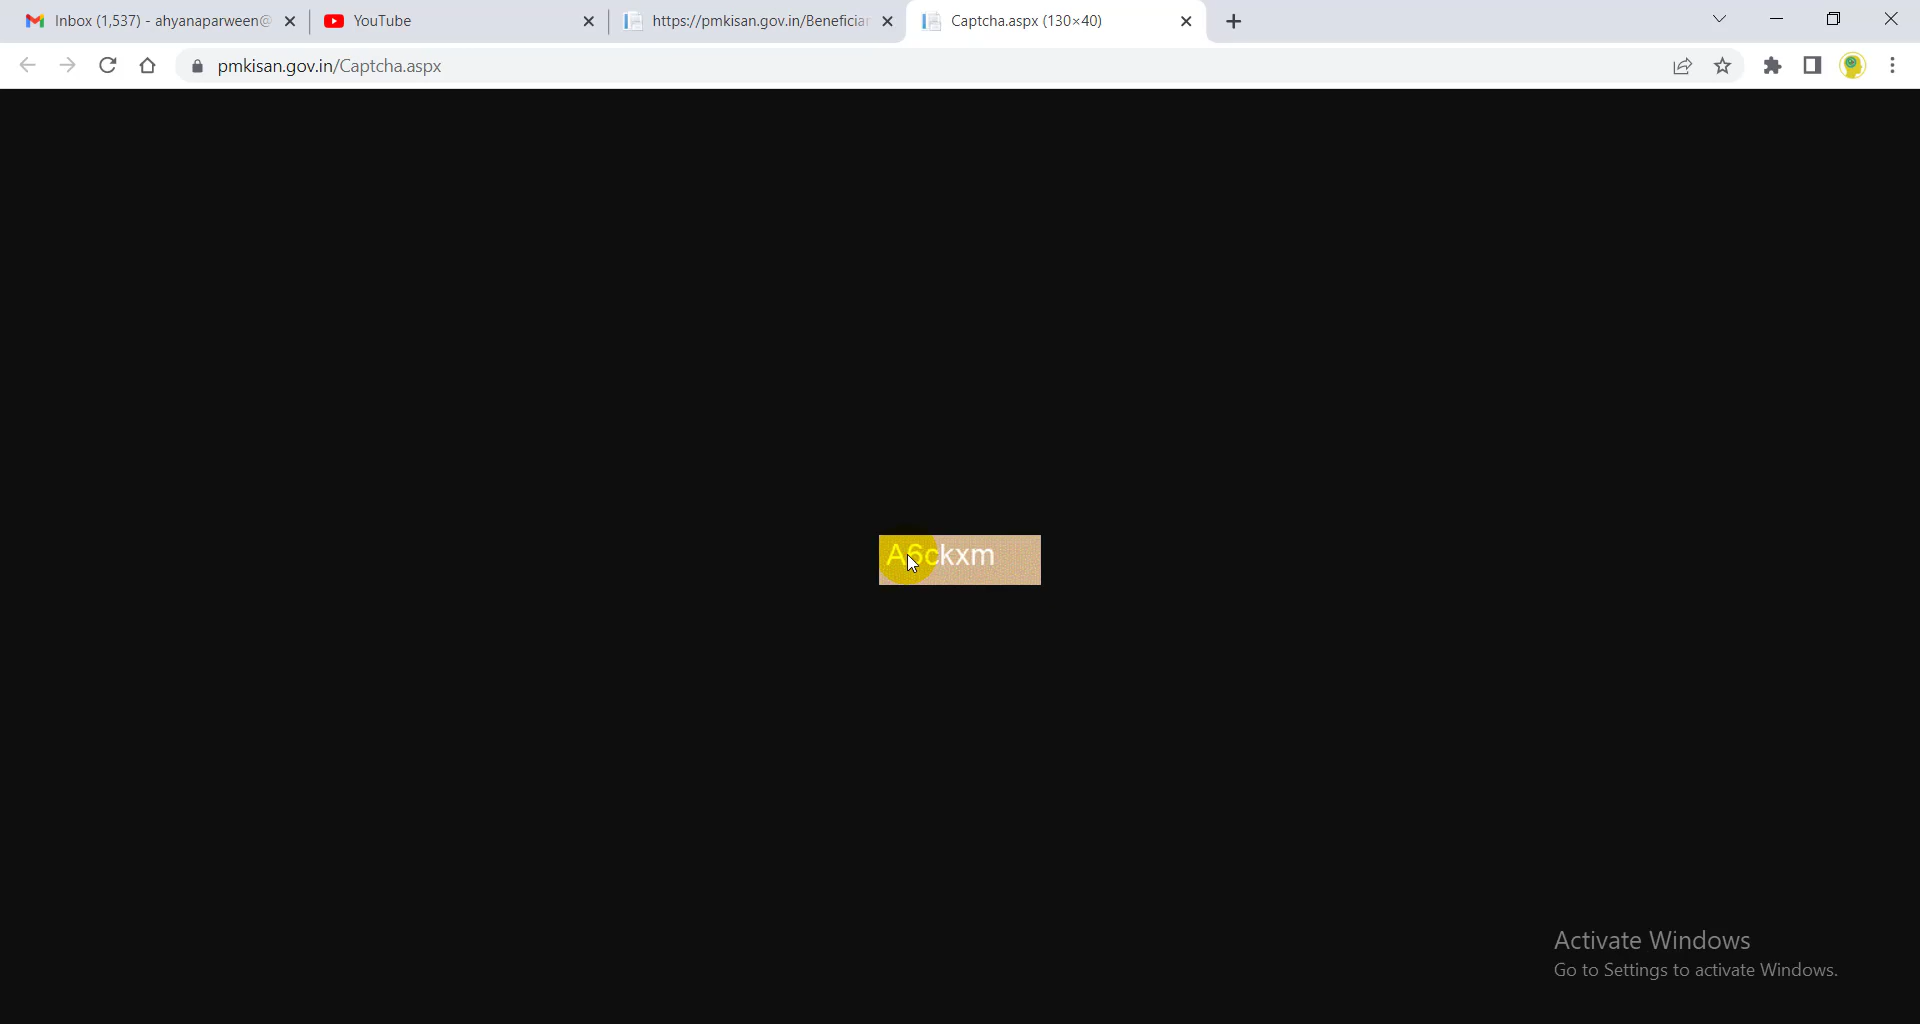 Inbox (1,537) - ahyanaparween@
YouTube
https://pmkisan.gov.in/Beneficiar
Captcha.aspx (130×40)
pmkisan.gov.in/Captcha.aspx
A6ckxm
Activate Windows
Go to Settings to activate Windows.